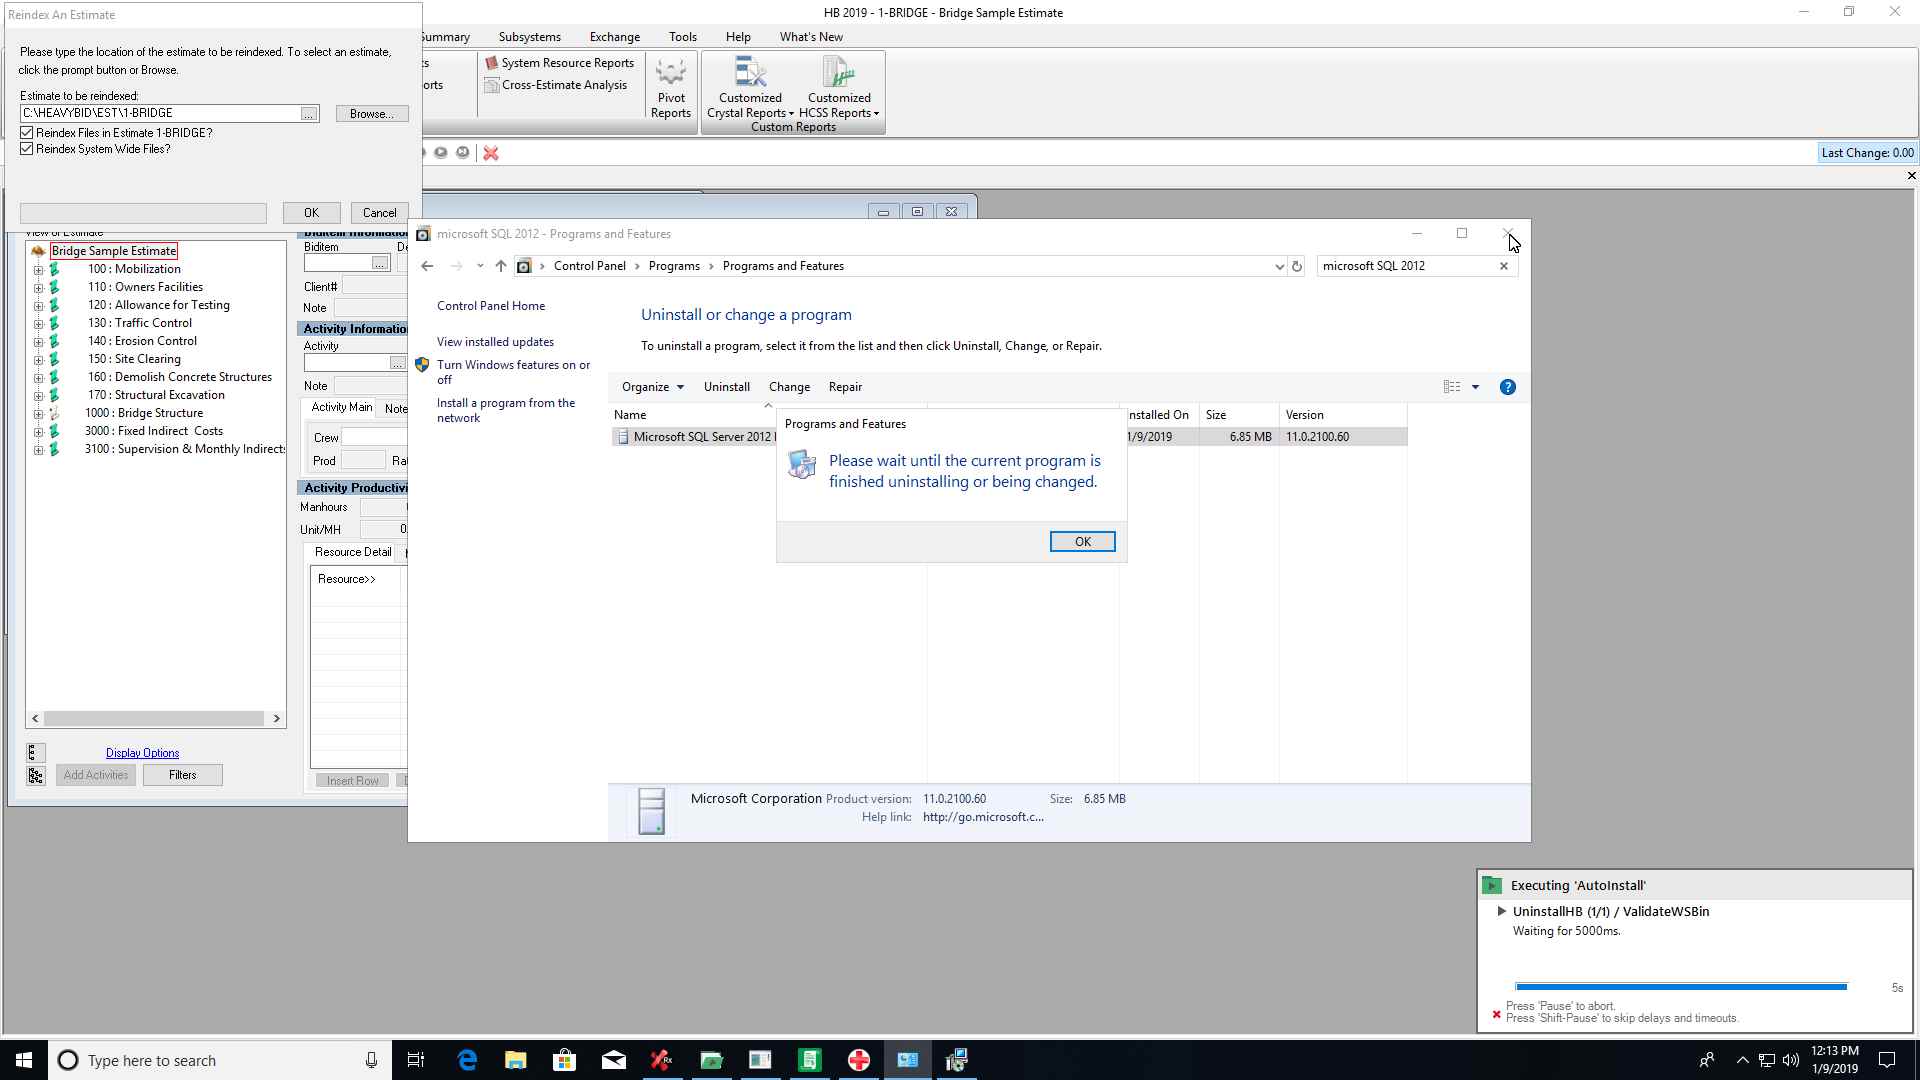 Reindex An Estimate
HB 2019 - 1-BRIDGE - Bridge Sample Estimate
Please type the location of the estimate to be reindexed. To select an estimate,
click the prompt button or Browse.
Estimate to be reindexed:
C:\HEAVYBID\EST\1-BRIDGE
...
Browse...
Reindex Files in Estimate 1-BRIDGE?
Reindex System Wide Files?
OK
Cancel
Summary
Subsystems
Exchange
Tools
Help
What's New
ts
orts
System Resource Reports
Cross-Estimate Analysis
Pivot
Reports
Customized
Crystal Reports
Customized
HCSS Reports
Custom Reports
Last Change: 0.00
View of Estimate
Bridge Sample Estimate
100 : Mobilization
110 : Owners Facilities
120 : Allowance for Testing
130 : Traffic Control
140 : Erosion Control
150 : Site Clearing
160 : Demolish Concrete Structures
170 : Structural Excavation
1000 : Bridge Structure
3000 : Fixed Indirect Costs
3100 : Supervision & Monthly Indirects
Display Options
Add Activities
Filters
Biditem Information
Biditem
De
...
Client#
Note
Activity Informatio
Activity
...
Note
Activity Main
Note
Crew
Prod
Ra
Activity Productivi
Manhours
Unit/MH
0.
Resource Detail
Resource>>
Insert Row
microsoft SQL 2012 - Programs and Features
Control Panel
Programs
Programs and Features
microsoft SQL 2012
Control Panel Home
View installed updates
Turn Windows features on or
off
Install a program from the
network
Uninstall or change a program
To uninstall a program, select it from the list and then click Uninstall, Change, or Repair.
Organize
Uninstall
Change
Repair
Name
nstalled On
Size
Version
Microsoft SQL Server 2012
1/9/2019
6.85 MB
11.0.2100.60
Programs and Features
Please wait until the current program is
finished uninstalling or being changed.
OK
Microsoft Corporation
Product version: 11.0.2100.60
Size: 6.85 MB
Help link: http://go.microsoft.c...
Executing 'AutoInstall'
UninstallHB (1/1) / ValidateWSBin
Waiting for 5000ms.
5s
Press 'Pause' to abort.
Press 'Shift-Pause' to skip delays and timeouts.
Type here to search
12:13 PM
1/9/2019